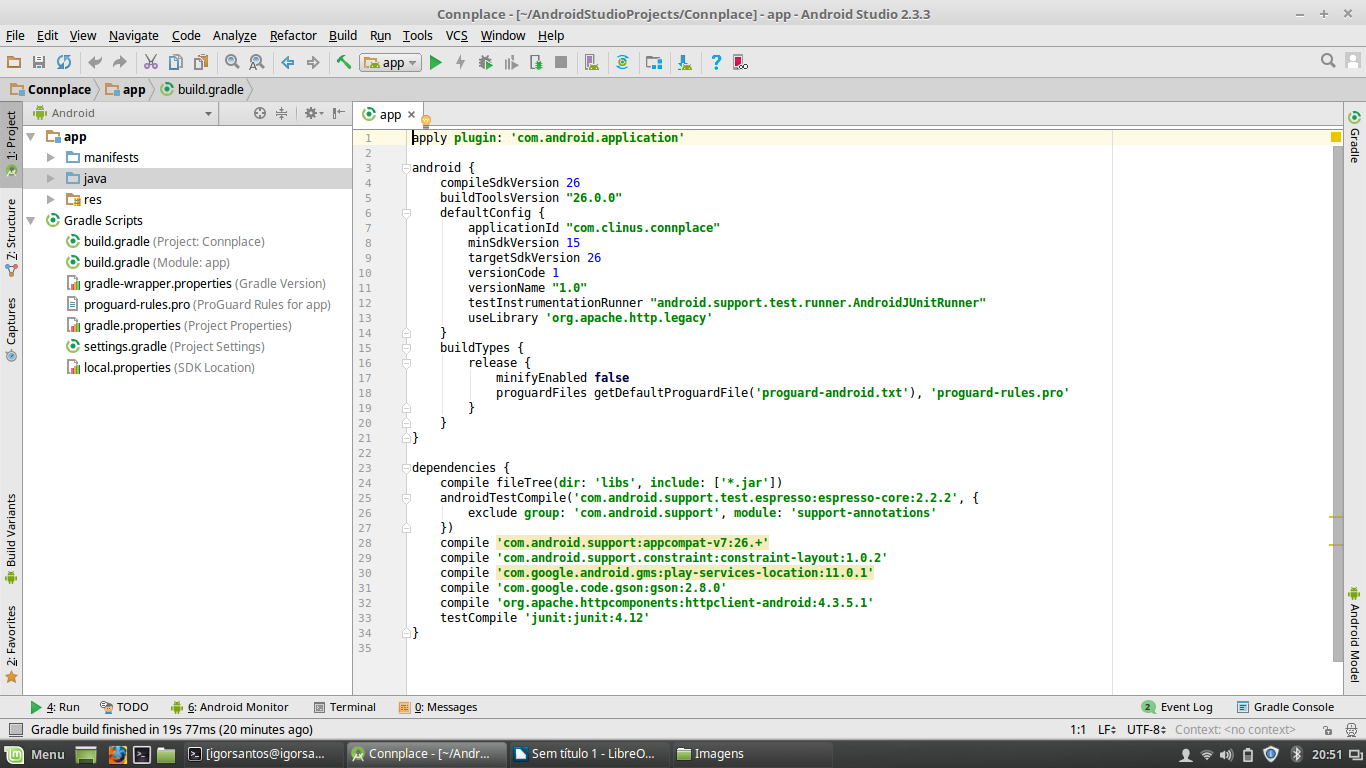 Connplace - [~/AndroidStudioProjects/Connplace] - app - Android Studio 2.3.3
File Edit View Navigate Code Analyze Refactor Build Run Tools VCS Window Help
app
Connplace app build.gradle
Android
app
1: Project
Z: Structure
Captures
Build Variants
2: Favorites
app
manifests
java
res
Gradle Scripts
build.gradle (Project: Connplace)
build.gradle (Module: app)
gradle-wrapper.properties (Gradle Version)
proguard-rules.pro (ProGuard Rules for app)
gradle.properties (Project Properties)
settings.gradle (Project Settings)
local.properties (SDK Location)
1 apply plugin: 'com.android.application'
2
3 android {
4 compileSdkVersion 26
5 buildToolsVersion "26.0.0"
6 defaultConfig {
7 applicationId "com.clinus.connplace"
8 minSdkVersion 15
9 targetSdkVersion 26
10 versionCode 1
11 versionName "1.0"
12 testInstrumentationRunner "android.support.test.runner.AndroidJUnitRunner"
13 useLibrary 'org.apache.http.legacy'
14 }
15 buildTypes {
16 release {
17 minifyEnabled false
18 proguardFiles getDefaultProguardFile('proguard-android.txt'), 'proguard-rules.pro'
19 }
20 }
21 }
22
23 dependencies {
24 compile fileTree(dir: 'libs', include: ['*.jar'])
25 androidTestCompile('com.android.support.test.espresso:espresso-core:2.2.2', {
26 exclude group: 'com.android.support', module: 'support-annotations'
27 })
28 compile 'com.android.support:appcompat-v7:26.+'
29 compile 'com.android.support.constraint:constraint-layout:1.0.2'
30 compile 'com.google.android.gms:play-services-location:11.0.1'
31 compile 'com.google.code.gson:gson:2.8.0'
32 compile 'org.apache.httpcomponents:httpclient-android:4.3.5.1'
33 testCompile 'junit:junit:4.12'
34 }
35
Gradle
Android Model
4: Run TODO 6: Android Monitor Terminal 0: Messages 2 Event Log Gradle Console
Gradle build finished in 19s 77ms (20 minutes ago) 1:1 LF UTF-8 Context: <no context>
Menu [igorsantos@igorsa... Connplace - [~/Andr... Sem título 1 - LibreO... Imagens 20:51